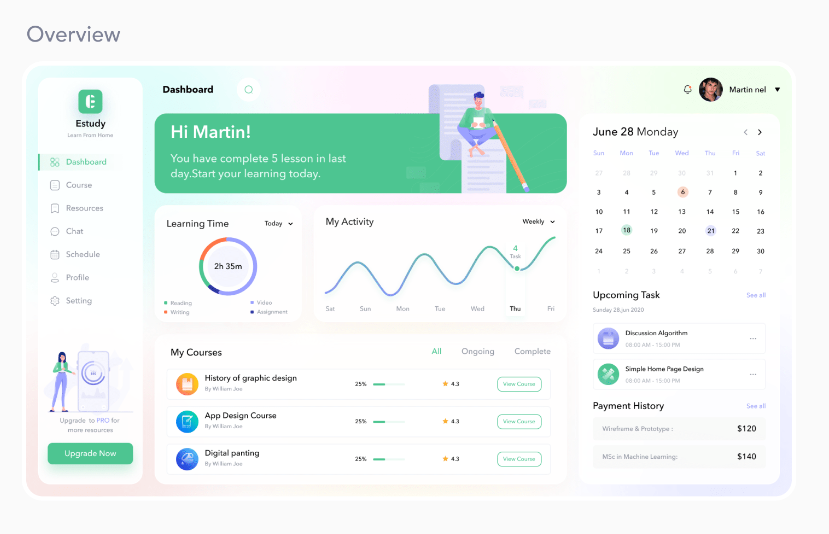 Overview
Estudy
Learn From Home
Dashboard
Course
Resources
Chat
Schedule
Profile
Setting
Upgrade to PRO for
more resources
Upgrade Now
Dashboard
Martin nel
Hi Martin!
You have complete 5 lesson in last
day.Start your learning today.
Learning Time
Today
2h 35m
Reading
Video
Writing
Assignment
My Activity
Weekly
4
Task
Sat Sun Mon Tue Wed Thu Fri
My Courses
All Ongoing Complete
History of graphic design
By William Joe
25%
4.3
View Course
App Design Course
By William Joe
25%
4.3
View Course
Digital panting
By William Joe
25%
4.3
View Course
June 28 Monday
Sun Mon Tue Wed Thu Fri Sat
27 28 29 30 31 1 2
3 4 5 6 7 8 9
10 11 12 13 14 15 16
17 18 19 20 21 22 23
24 25 26 27 28 29 30
1 2 3 4 5 6 7
Upcoming Task
See all
Sunday 28,jun 2020
Discussion Algorithm
08:00 AM - 15:00 PM
...
Simple Home Page Design
08:00 AM - 15:00 PM
...
Payment History
See all
Wireframe & Prototype :
$120
MSc in Machine Learning:
$140